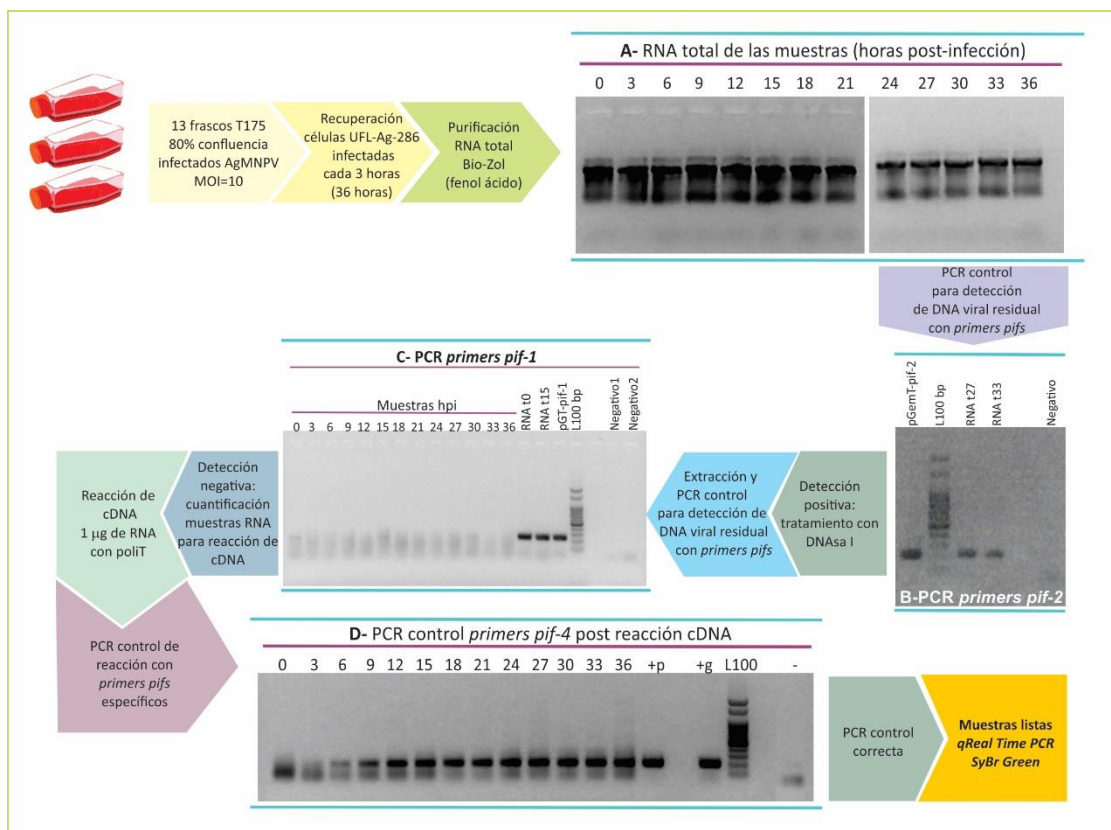 A- RNA total de las muestras (horas post-infección)
0 3 6 9 12 15 18 21 24 27 30 33 36
13 frascos T175
80% confluencia
infectados AgMNPV
MOI=10
Recuperación
células UFL-Ag-286
infectadas
cada 3 horas
(36 horas)
Purificación
RNA total
Bio-Zol
(fenol ácido)
PCR control
para detección
de DNA viral residual
con primers pifs
pGemT-pif-2
L100 bp
RNA t27
RNA t33
Negativo
B-PCR primers pif-2
Detección
positiva:
tratamiento con
DNAsa I
Extracción y
PCR control
para detección de
DNA viral residual
con primers pifs
C- PCR primers pif-1
Muestras hpi
0 3 6 9 12 15 18 21 24 27 30 33 36
RNA t0
RNA t15
pGT-pif-1
L100 bp
Negativo1
Negativo2
Detección
negativa:
cuantificación
muestras RNA
para reacción de
cDNA
Reacción de
cDNA
1 µg de RNA
con poliT
PCR control de
reacción con
primers pifs
específicos
D- PCR control primers pif-4 post reacción cDNA
0 3 6 9 12 15 18 21 24 27 30 33 36 +p +g L100 -
PCR control
correcta
Muestras listas
qReal Time PCR
SyBr Green